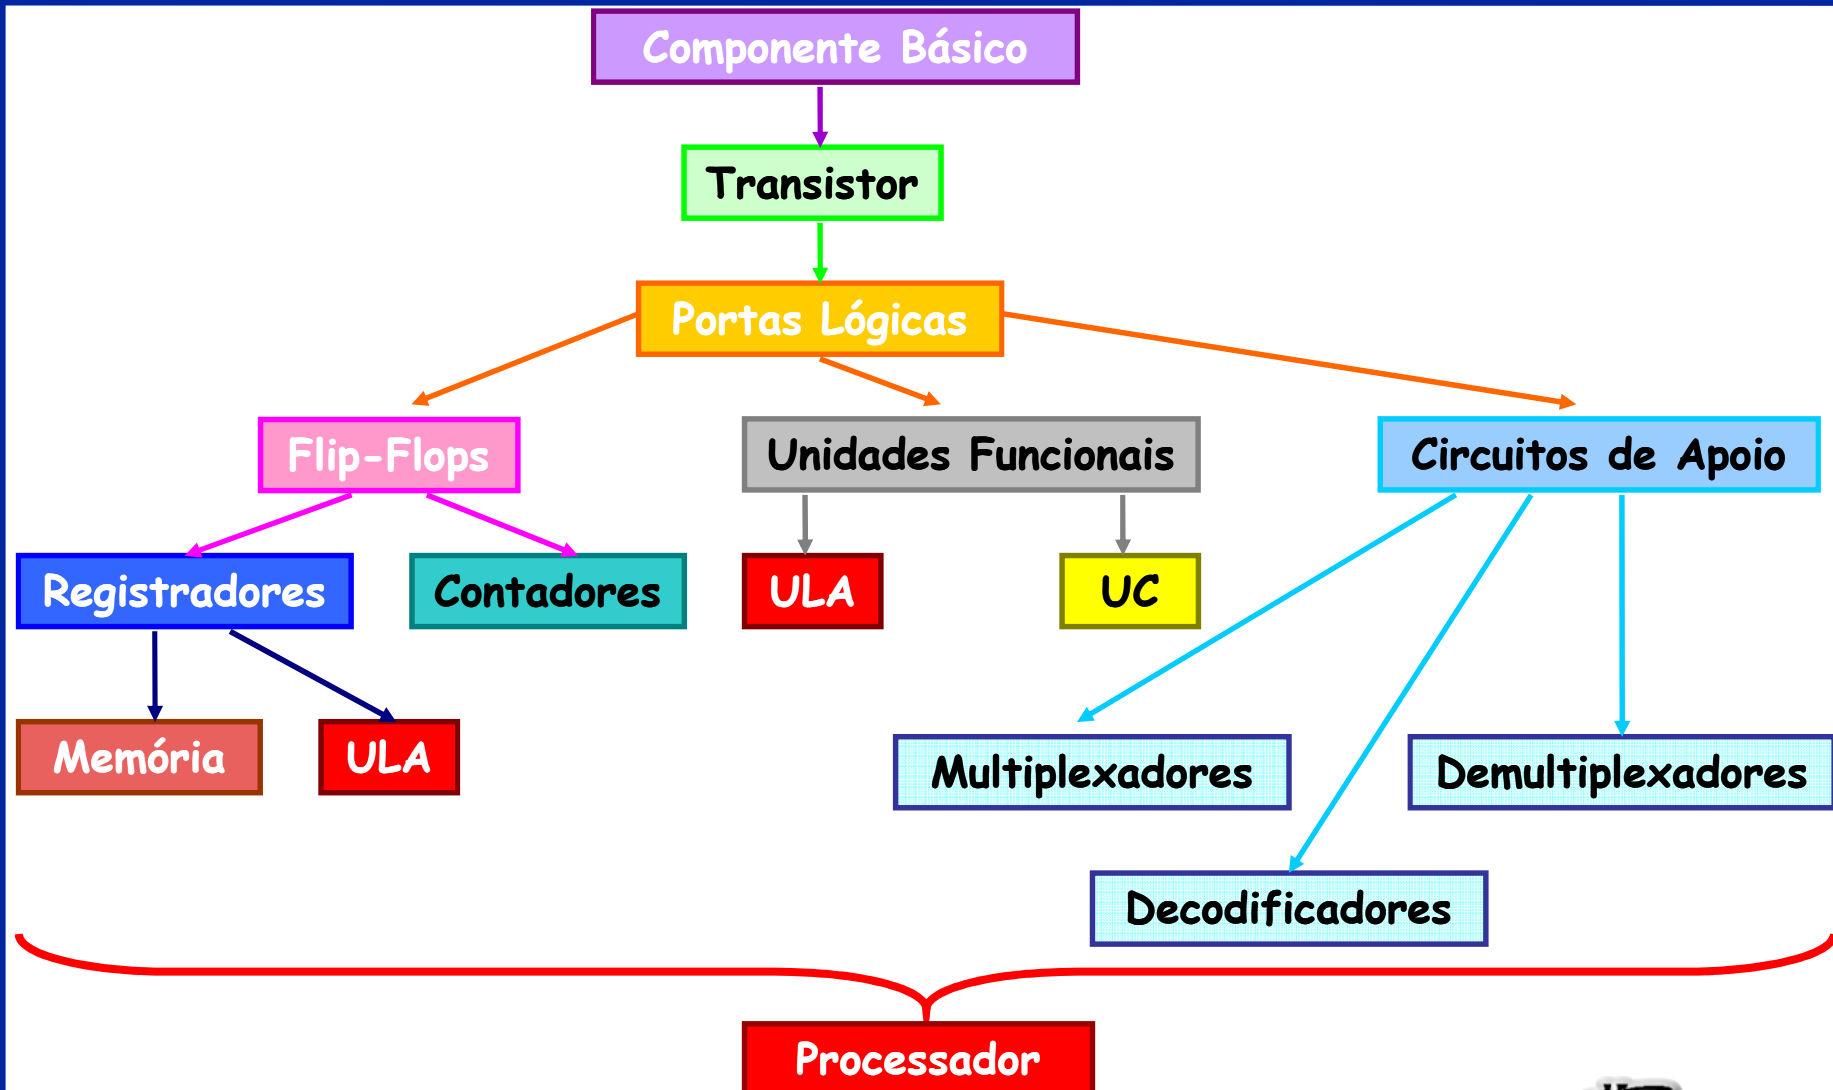 Componente Básico
Transistor
Portas Lógicas
Flip-Flops
Unidades Funcionais
Circuitos de Apoio
Registradores
Contadores
ULA
UC
Memória
ULA
Multiplexadores
Demultiplexadores
Decodificadores
Processador